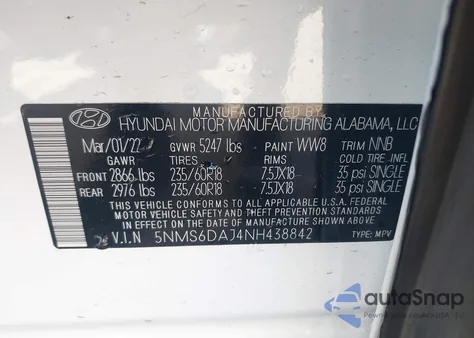 MANUFACTURED BY
HYUNDAI MOTOR MANUFACTURING ALABAMA, LLC
Mar/01/22 GVWR 5247 lbs PAINT WW8 TRIM NNB
GAWR TIRES RIMS COLD TIRE INFL
FRONT 2866 lbs 235/60R18 7.5JX18 35 psi SINGLE
REAR 2976 lbs 235/60R18 7.5JX18 35 psi SINGLE
THIS VEHICLE CONFORMS TO ALL APPLICABLE U.S.A. FEDERAL
MOTOR VEHICLE SAFETY, BUMPER, AND THEFT PREVENTION
STANDARDS IN EFFECT ON THE DATE OF MANUFACTURE SHOWN ABOVE.
V.I.N 5NMS6DAJ4NH438842 TYPE: MPV
autoSnap